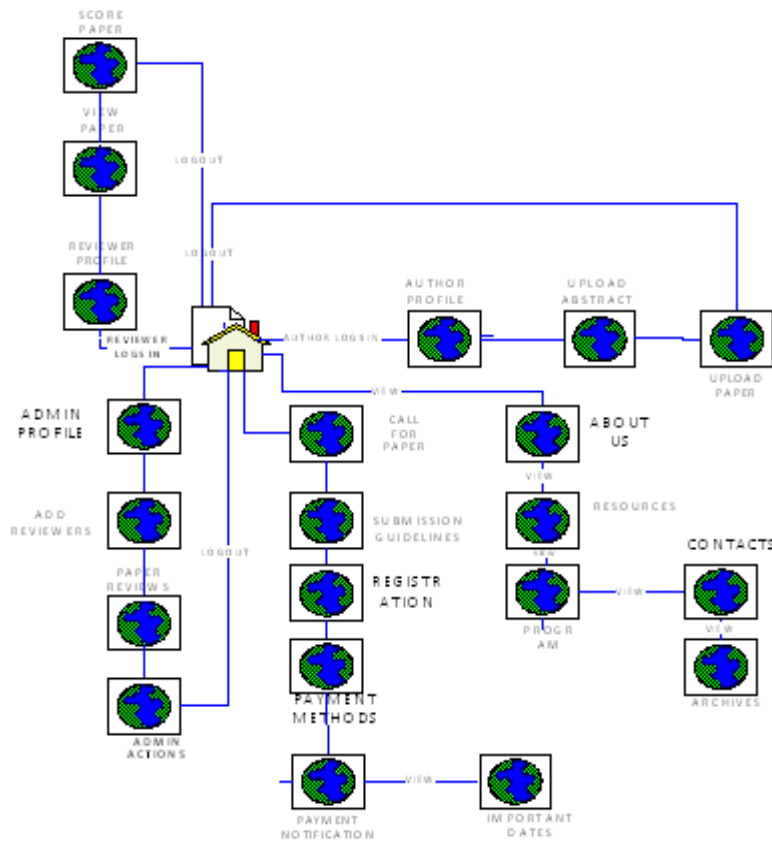 SCORE
PAPER
VIEW
PAPER
LOGOUT
REVIEWER
PROFILE
LOGOUT
AUTHOR
PROFILE
UPLOAD
ABSTRACT
REVIEWER
LOGS IN
AUTHOR LOGS IN
UPLOAD
PAPER
VIEW
ADMIN
PROFILE
CALL
FOR
PAPER
ABOUT
US
VIEW
ADD
REVIEWERS
SUBMISSION
GUIDELINES
RESOURCES
LOGOUT
VIEW
CONTACTS
PAPER
REVIEWS
REGISTR
ATION
VIEW
PROGR
AM
VIEW
PAYMENT
METHODS
ARCHIVES
ADMIN
ACTIONS
VIEW
PAYMENT
NOTIFICATION
IMPORTANT
DATES